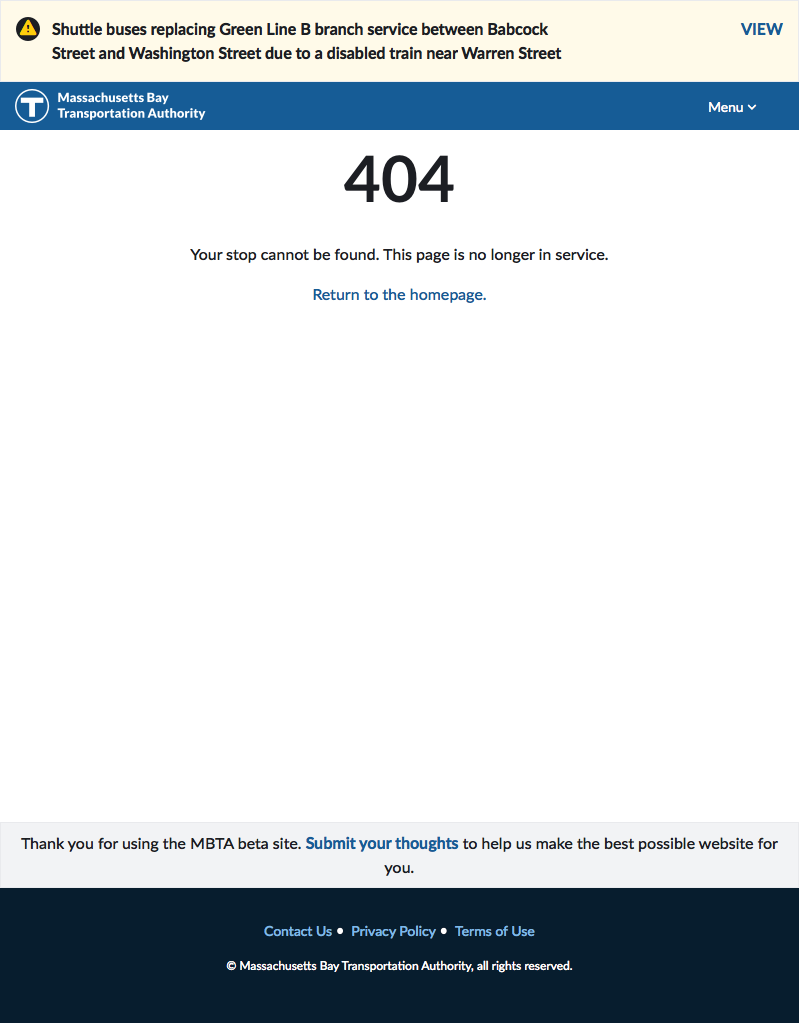 Shuttle buses replacing Green Line B branch service between Babcock
Street and Washington Street due to a disabled train near Warren Street
VIEW
T
Massachusetts Bay
Transportation Authority
Menu
404
Your stop cannot be found. This page is no longer in service.
Return to the homepage.
Thank you for using the MBTA beta site. Submit your thoughts to help us make the best possible website for
you.
Contact Us • Privacy Policy • Terms of Use
© Massachusetts Bay Transportation Authority, all rights reserved.